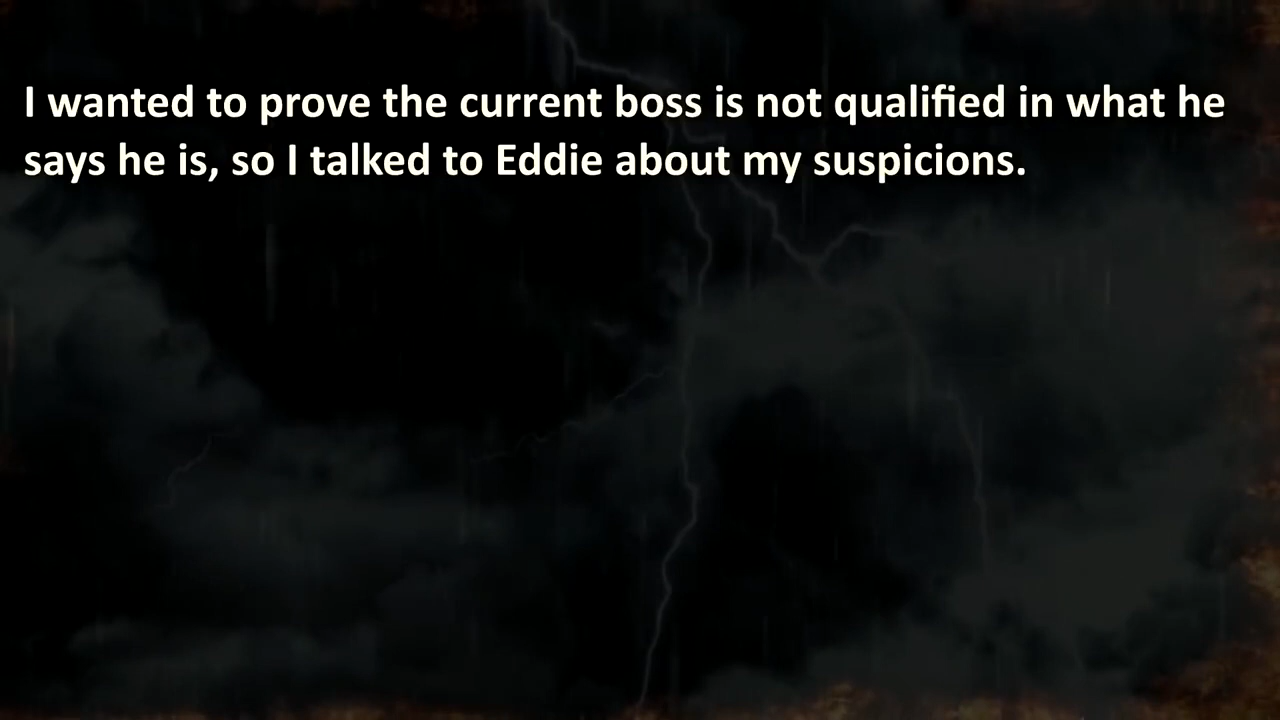 I wanted to prove the current boss is not qualified in what he
says he is, so I talked to Eddie about my suspicions.